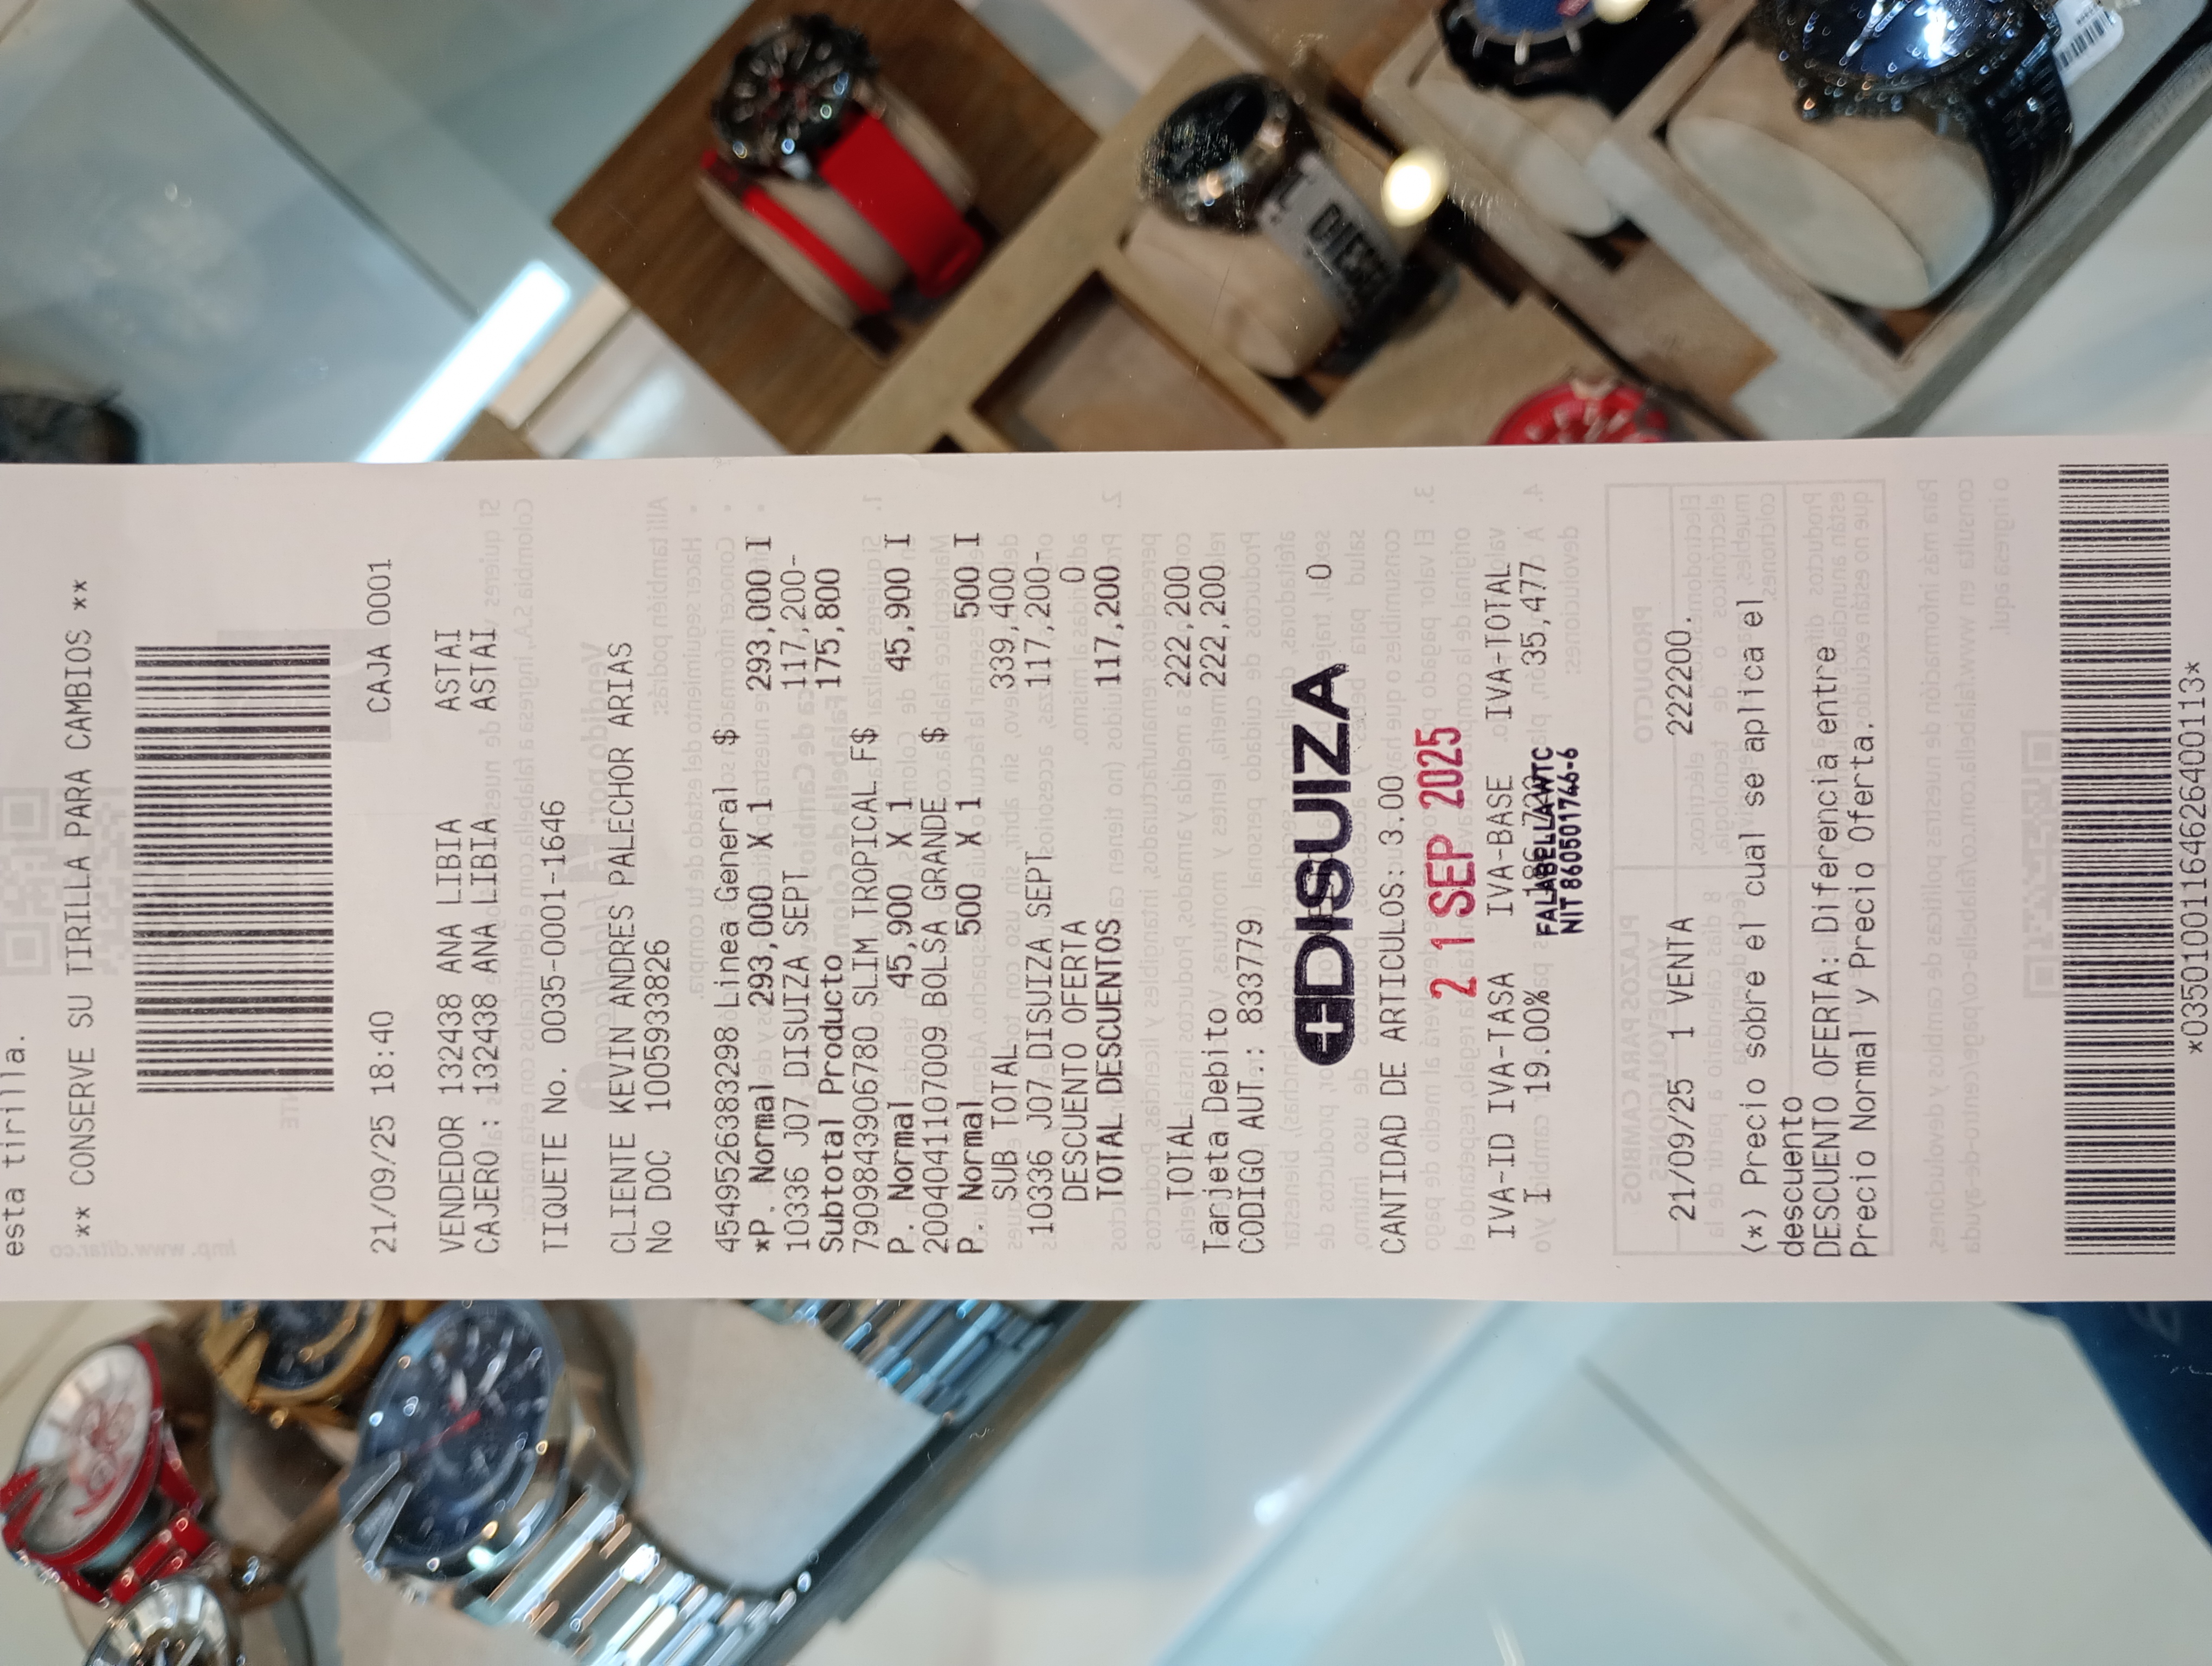 esta tirilla.
** CONSERVE SU TIRILLA PARA CAMBIOS **
21/09/25 18:40 CAJA 0001
VENDEDOR 132438 ANA LIBIA ASTAI
CAJERO : 132438 ANA LIBIA ASTAI
TIQUETE No. 0035-0001-1646
CLIENTE KEVIN ANDRES PALECHOR ARIAS
No DOC 1005938826
4549526383298 Linea General $
*P. Normal 293,000 X 1 293,000 I
10336 J07 DISUIZA SEPT 117,200-
Subtotal Producto 175,800
7909843906780 SLIM TROPICAL F$
P. Normal 45,900 X 1 45,900 I
2004041107009 BOLSA GRANDE $
P. Normal 500 X 1 500 I
SUB TOTAL 339,400
10336 J07 DISUIZA SEPT 117,200-
DESCUENTO OFERTA 0
TOTAL DESCUENTOS 117,200
TOTAL 222,200
Tarjeta Debito 222,200
CODIGO AUT.: 833779
0
DISUIZA
CANTIDAD DE ARTICULOS: 3.00
21 SEP 2025
IVA-ID IVA-TASA IVA-BASE IVA-TOTAL
I 19.00% 35,477
FALABELLA WTC
NIT 860501746-6
21/09/25 1 VENTA 222200.
(*) Precio sobre el cual se aplica el
descuento
DESCUENTO OFERTA: Diferencia entre
Precio Normal y Precio Oferta.
*03501001164626400113*